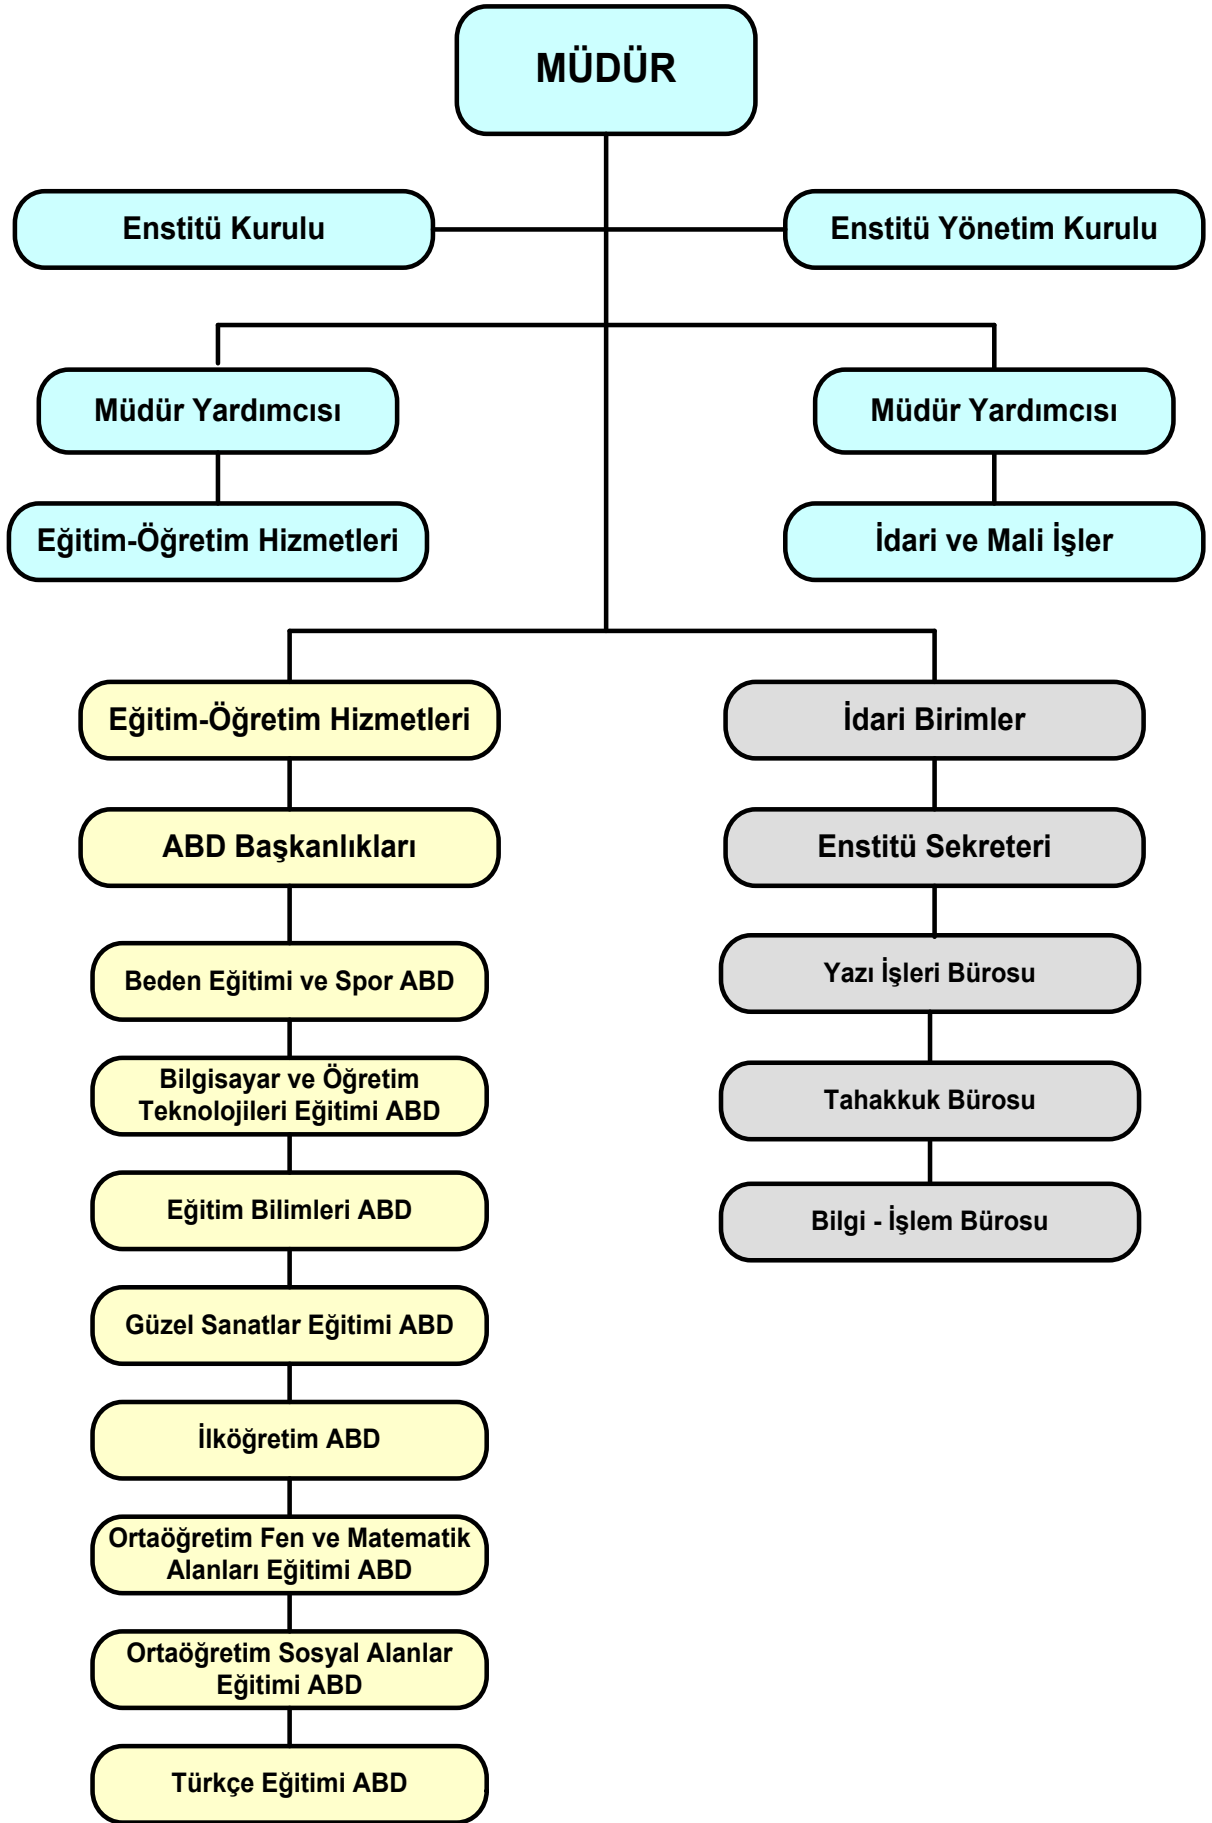 MÜDÜR
Enstitü Kurulu
Enstitü Yönetim Kurulu
Müdür Yardımcısı
Müdür Yardımcısı
Eğitim-Öğretim Hizmetleri
İdari ve Mali İşler
Eğitim-Öğretim Hizmetleri
ABD Başkanlıkları
Beden Eğitimi ve Spor ABD
Bilgisayar ve Öğretim
Teknolojileri Eğitimi ABD
Eğitim Bilimleri ABD
Güzel Sanatlar Eğitimi ABD
İlköğretim ABD
Ortaöğretim Fen ve Matematik
Alanları Eğitimi ABD
Ortaöğretim Sosyal Alanlar
Eğitimi ABD
Türkçe Eğitimi ABD
İdari Birimler
Enstitü Sekreteri
Yazı İşleri Bürosu
Tahakkuk Bürosu
Bilgi - İşlem Bürosu